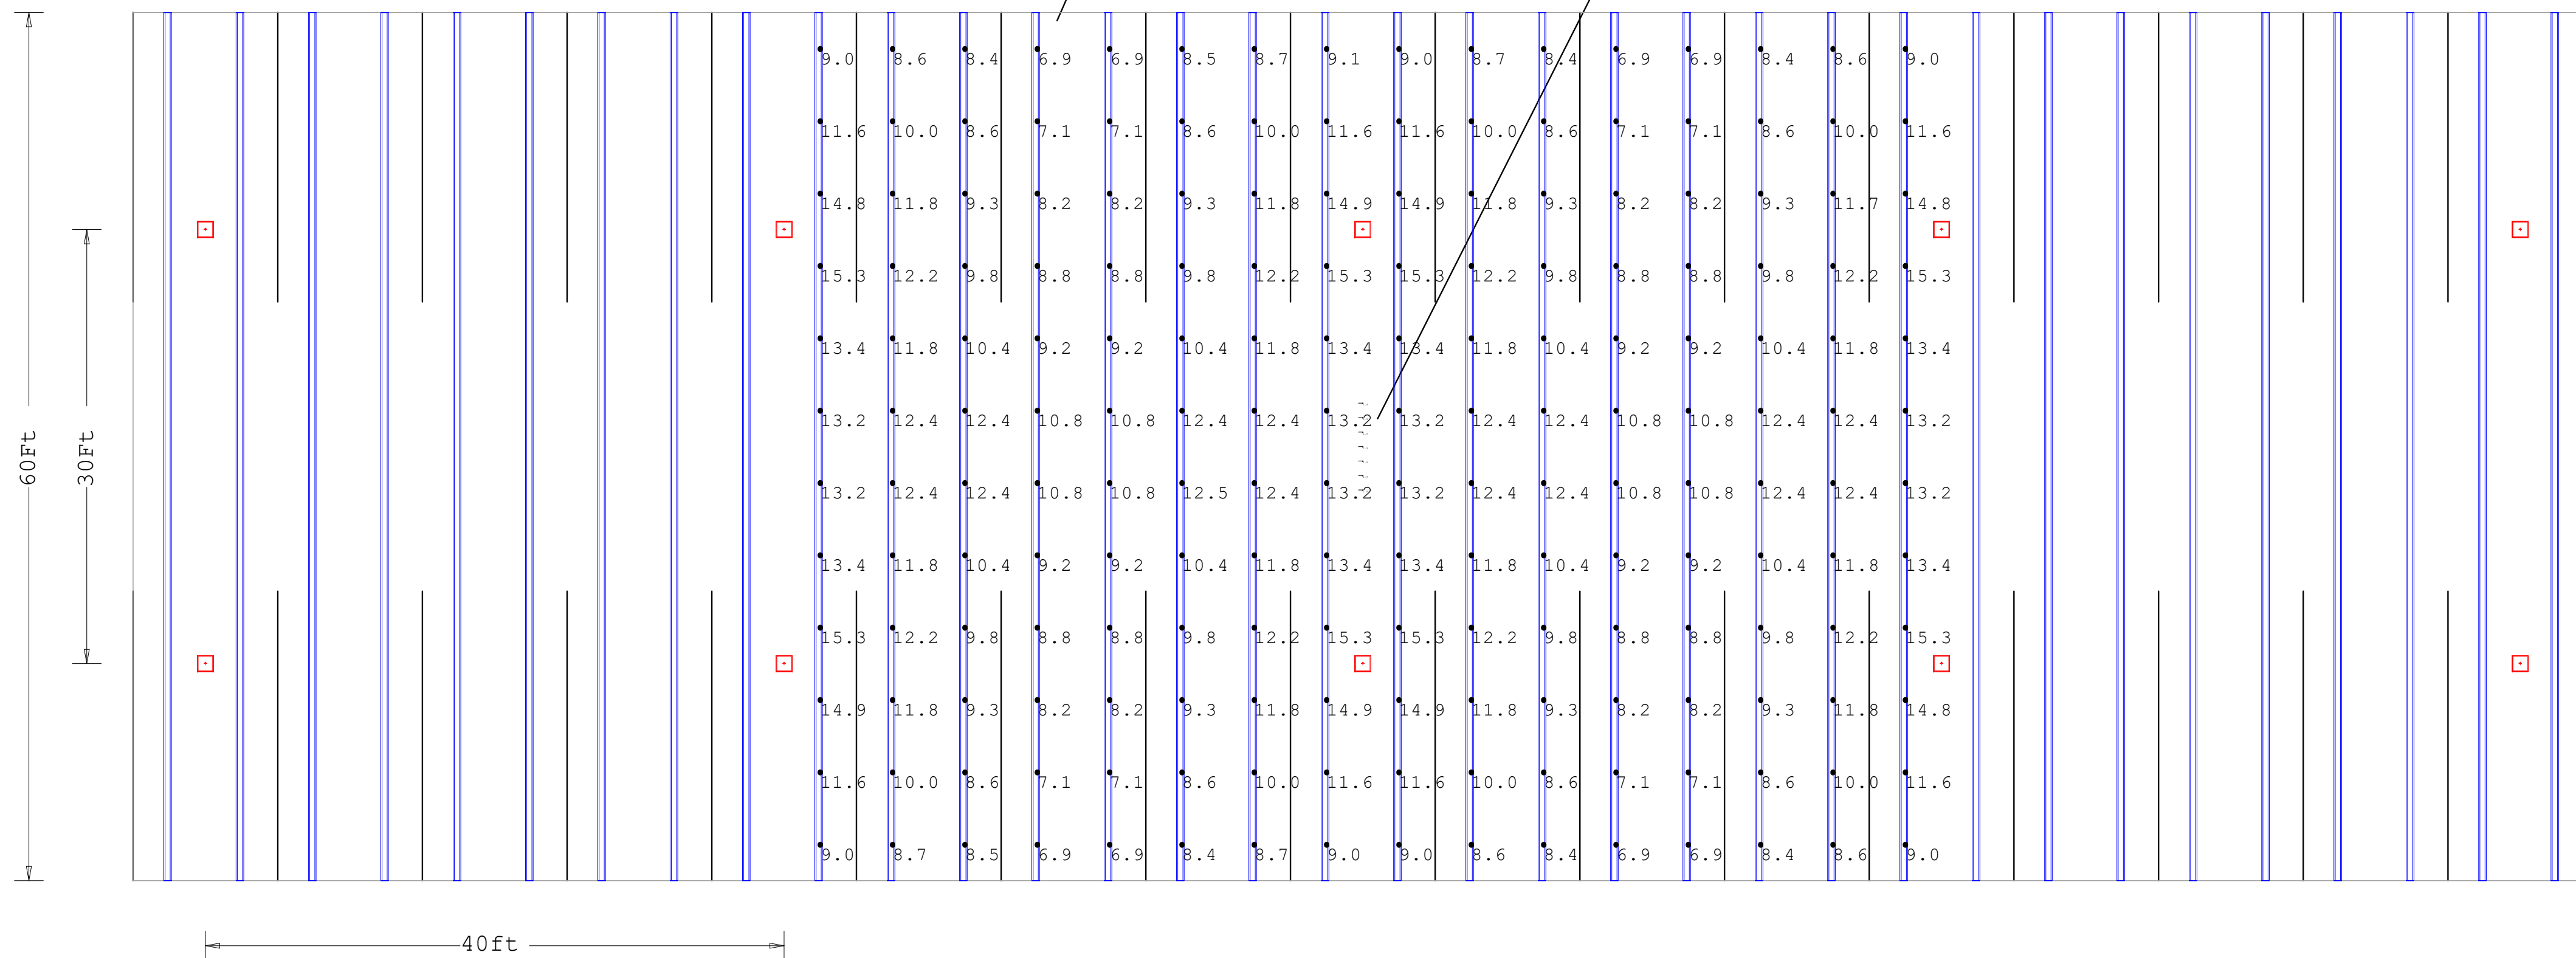 9.0 8.6 8.4 6.9 6.9 8.5 8.7 9.1 9.0 8.7 8.4 6.9 6.9 8.4 8.6 9.0
11.6 10.0 8.6 7.1 7.1 8.6 10.0 11.6 11.6 10.0 8.6 7.1 7.1 8.6 10.0 11.6
14.8 11.8 9.3 8.2 8.2 9.3 11.8 14.9 14.9 11.8 9.3 8.2 8.2 9.3 11.7 14.8
15.3 12.2 9.8 8.8 8.8 9.8 12.2 15.3 15.3 12.2 9.8 8.8 8.8 9.8 12.2 15.3
13.4 11.8 10.4 9.2 9.2 10.4 11.8 13.4 13.4 11.8 10.4 9.2 9.2 10.4 11.8 13.4
13.2 12.4 12.4 10.8 10.8 12.4 12.4 13.2 13.2 12.4 12.4 10.8 10.8 12.4 12.4 13.2
60Ft
30Ft
13.2 12.4 12.4 10.8 10.8 12.5 12.4 13.2 13.2 12.4 12.4 10.8 10.8 12.4 12.4 13.2
13.4 11.8 10.4 9.2 9.2 10.4 11.8 13.4 13.4 11.8 10.4 9.2 9.2 10.4 11.8 13.4
15.3 12.2 9.8 8.8 8.8 9.8 12.2 15.3 15.3 12.2 9.8 8.8 8.8 9.8 12.2 15.3
14.9 11.8 9.3 8.2 8.2 9.3 11.8 14.9 14.9 11.8 9.3 8.2 8.2 9.3 11.8 14.8
11.6 10.0 8.6 7.1 7.1 8.6 10.0 11.6 11.6 10.0 8.6 7.1 7.1 8.6 10.0 11.6
9.0 8.7 8.5 6.9 6.9 8.4 8.7 9.0 9.0 8.6 8.4 6.9 6.9 8.4 8.6 9.0
40ft